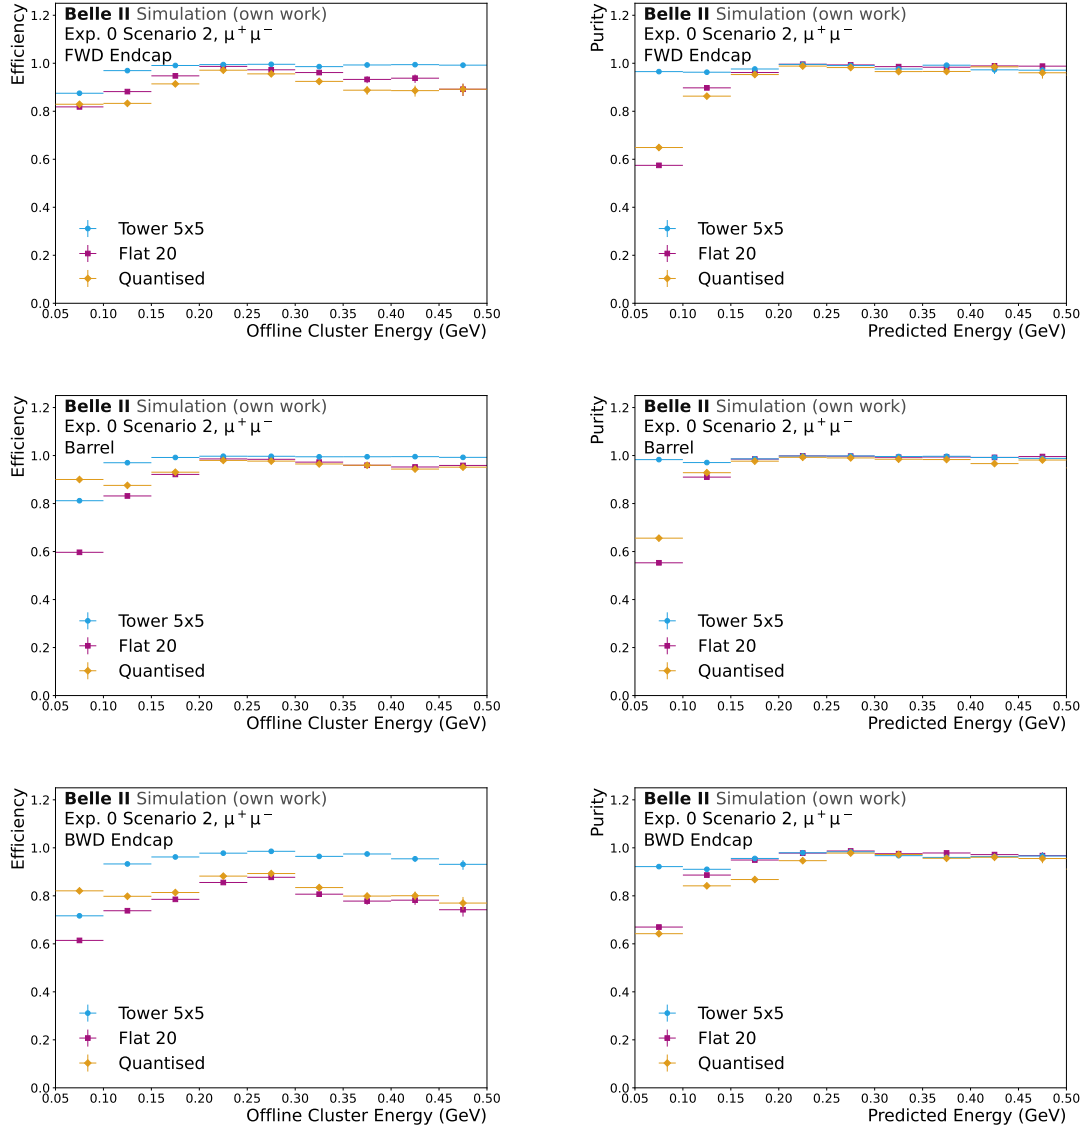 Efficiency
Belle II Simulation (own work)
Exp. 0 Scenario 2, μ⁺μ⁻
FWD Endcap
1.2
1.0
0.8
0.6
0.4
0.2
0.0
Tower 5x5
Flat 20
Quantised
0.05 0.10 0.15 0.20 0.25 0.30 0.35 0.40 0.45 0.50
Offline Cluster Energy (GeV)
Purity
Belle II Simulation (own work)
Exp. 0 Scenario 2, μ⁺μ⁻
FWD Endcap
1.2
1.0
0.8
0.6
0.4
0.2
0.0
Tower 5x5
Flat 20
Quantised
0.05 0.10 0.15 0.20 0.25 0.30 0.35 0.40 0.45 0.50
Predicted Energy (GeV)
Efficiency
Belle II Simulation (own work)
Exp. 0 Scenario 2, μ⁺μ⁻
Barrel
1.2
1.0
0.8
0.6
0.4
0.2
0.0
Tower 5x5
Flat 20
Quantised
0.05 0.10 0.15 0.20 0.25 0.30 0.35 0.40 0.45 0.50
Offline Cluster Energy (GeV)
Purity
Belle II Simulation (own work)
Exp. 0 Scenario 2, μ⁺μ⁻
Barrel
1.2
1.0
0.8
0.6
0.4
0.2
0.0
Tower 5x5
Flat 20
Quantised
0.05 0.10 0.15 0.20 0.25 0.30 0.35 0.40 0.45 0.50
Predicted Energy (GeV)
Efficiency
Belle II Simulation (own work)
Exp. 0 Scenario 2, μ⁺μ⁻
BWD Endcap
1.2
1.0
0.8
0.6
0.4
0.2
0.0
Tower 5x5
Flat 20
Quantised
0.05 0.10 0.15 0.20 0.25 0.30 0.35 0.40 0.45 0.50
Offline Cluster Energy (GeV)
Purity
Belle II Simulation (own work)
Exp. 0 Scenario 2, μ⁺μ⁻
BWD Endcap
1.2
1.0
0.8
0.6
0.4
0.2
0.0
Tower 5x5
Flat 20
Quantised
0.05 0.10 0.15 0.20 0.25 0.30 0.35 0.40 0.45 0.50
Predicted Energy (GeV)